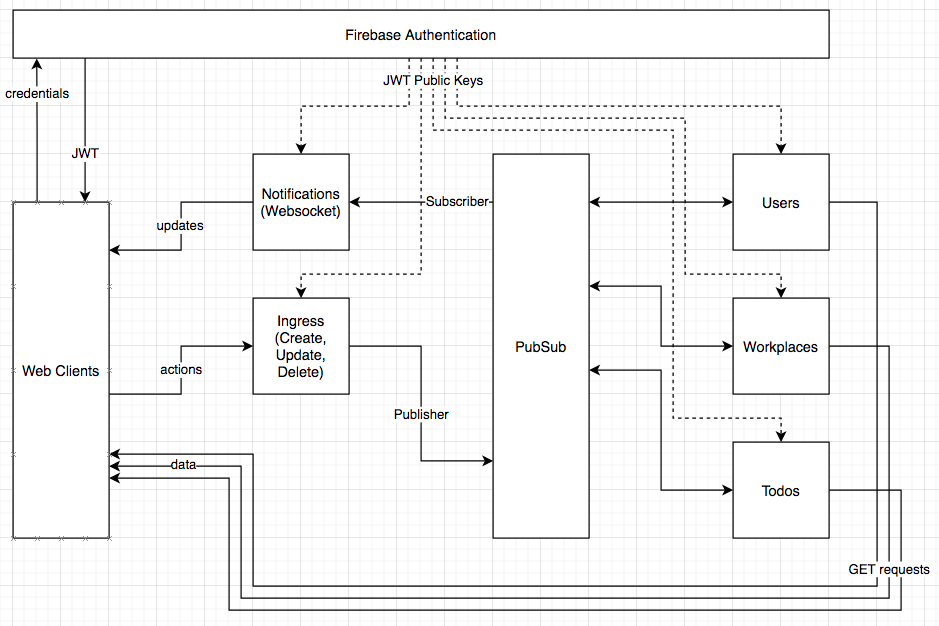 Firebase Authentication
JWT Public Keys
credentials
JWT
Notifications
(Websocket)
Subscriber
Users
updates
Ingress
(Create,
Update,
Delete)
PubSub
Workplaces
Web Clients
actions
Publisher
data
Todos
GET requests